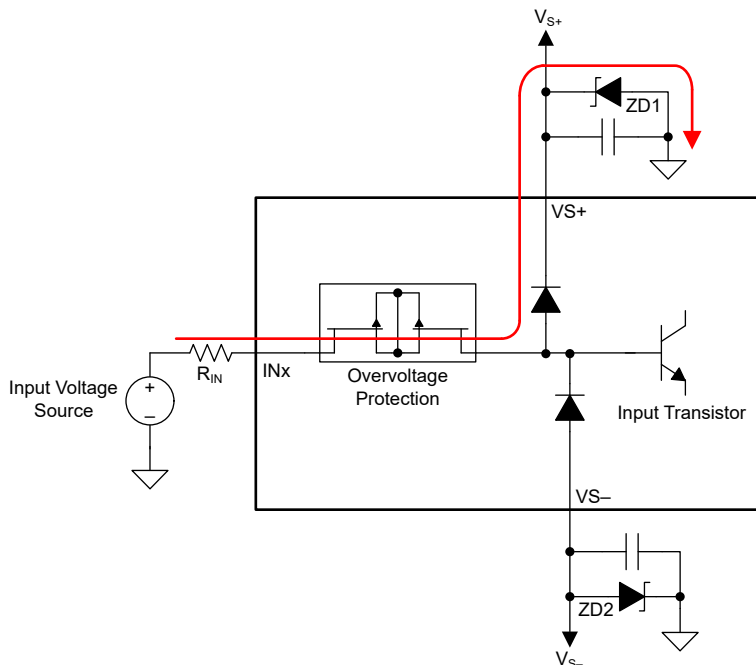 VS+
ZD1
VS+
+
–
Input Voltage
Source
RIN
INx
Overvoltage
Protection
Input Transistor
VS–
ZD2
VS–